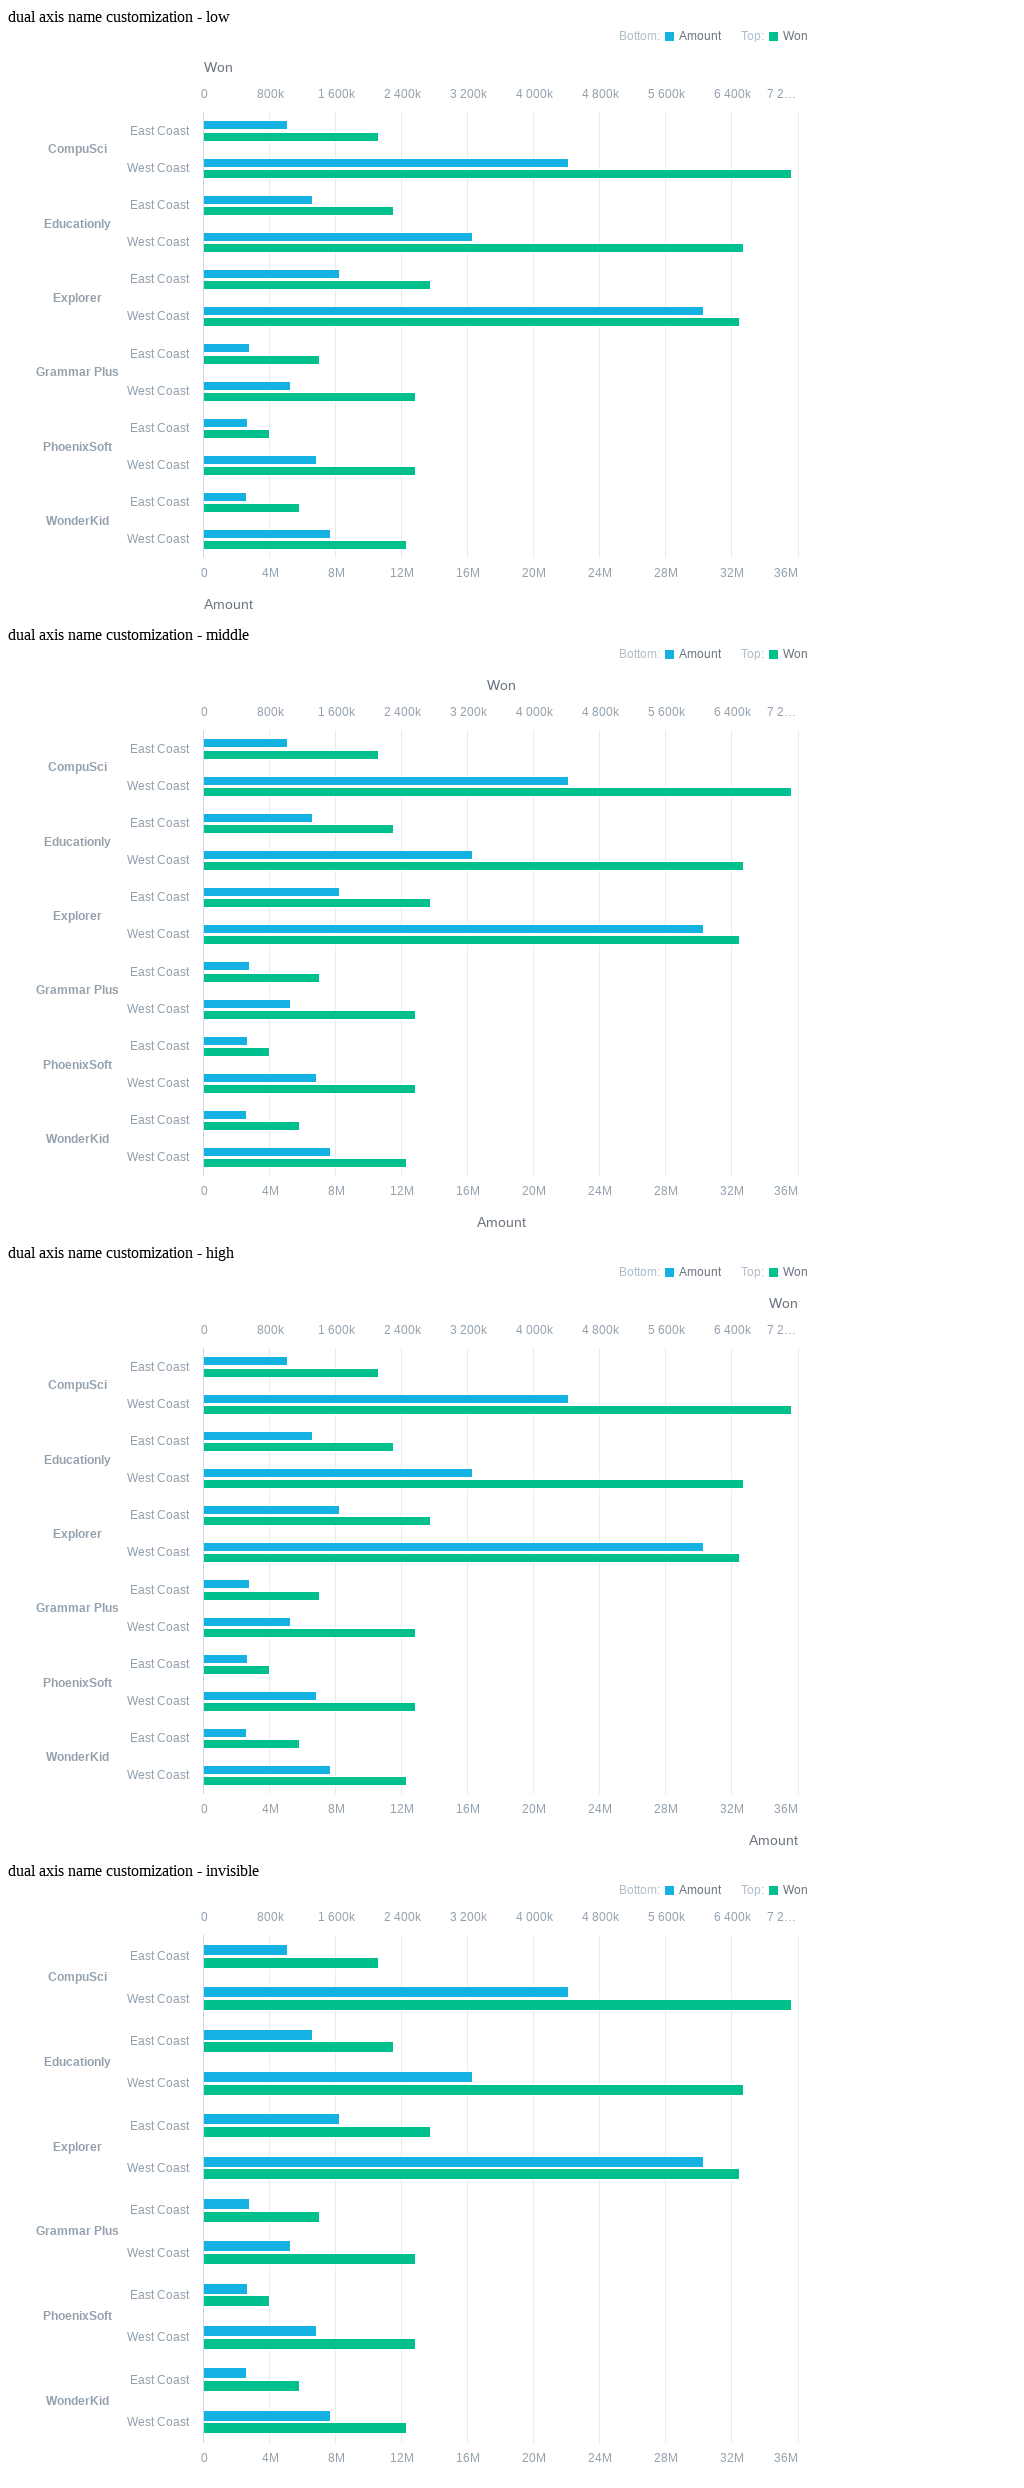 dual axis name customization - low
Bottom: Amount Top: Won
Won
0 800k 1 600k 2 400k 3 200k 4 000k 4 800k 5 600k 6 400k 7 2…
East Coast
CompuSci
West Coast
East Coast
Educationly
West Coast
East Coast
Explorer
West Coast
East Coast
Grammar Plus
West Coast
East Coast
PhoenixSoft
West Coast
East Coast
WonderKid
West Coast
0 4M 8M 12M 16M 20M 24M 28M 32M 36M
Amount
dual axis name customization - middle
Bottom: Amount Top: Won
Won
0 800k 1 600k 2 400k 3 200k 4 000k 4 800k 5 600k 6 400k 7 2…
East Coast
CompuSci
West Coast
East Coast
Educationly
West Coast
East Coast
Explorer
West Coast
East Coast
Grammar Plus
West Coast
East Coast
PhoenixSoft
West Coast
East Coast
WonderKid
West Coast
0 4M 8M 12M 16M 20M 24M 28M 32M 36M
Amount
dual axis name customization - high
Bottom: Amount Top: Won
Won
0 800k 1 600k 2 400k 3 200k 4 000k 4 800k 5 600k 6 400k 7 2…
East Coast
CompuSci
West Coast
East Coast
Educationly
West Coast
East Coast
Explorer
West Coast
East Coast
Grammar Plus
West Coast
East Coast
PhoenixSoft
West Coast
East Coast
WonderKid
West Coast
0 4M 8M 12M 16M 20M 24M 28M 32M 36M
Amount
dual axis name customization - invisible
Bottom: Amount Top: Won
0 800k 1 600k 2 400k 3 200k 4 000k 4 800k 5 600k 6 400k 7 2…
East Coast
CompuSci
West Coast
East Coast
Educationly
West Coast
East Coast
Explorer
West Coast
East Coast
Grammar Plus
West Coast
East Coast
PhoenixSoft
West Coast
East Coast
WonderKid
West Coast
0 4M 8M 12M 16M 20M 24M 28M 32M 36M